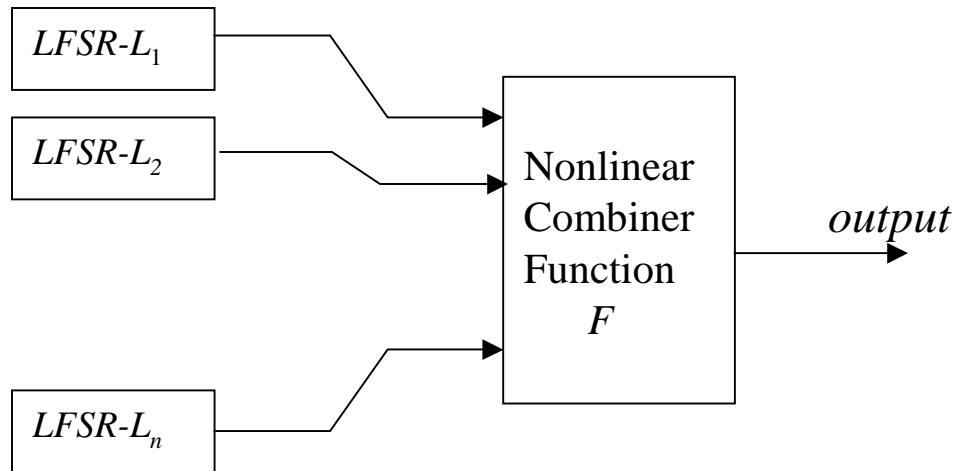 LFSR-L₁
LFSR-L₂
Nonlinear
Combiner
Function
F
output
LFSR-Lₙ